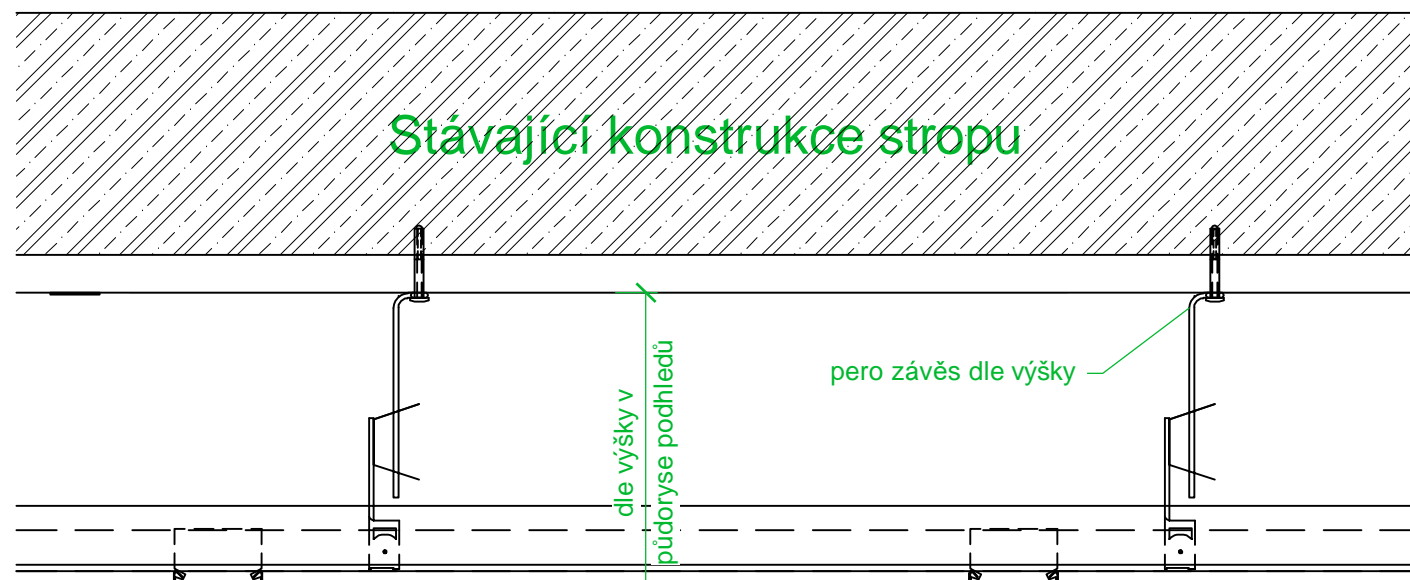 Stávající konstrukce stropu
pero závěs dle výšky
dle výšky v
půdoryse podhledů